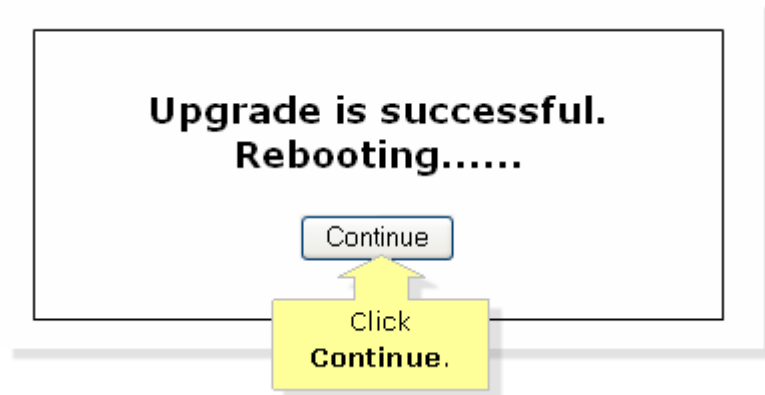 Upgrade is successful.
Rebooting......
Continue
Click
Continue.